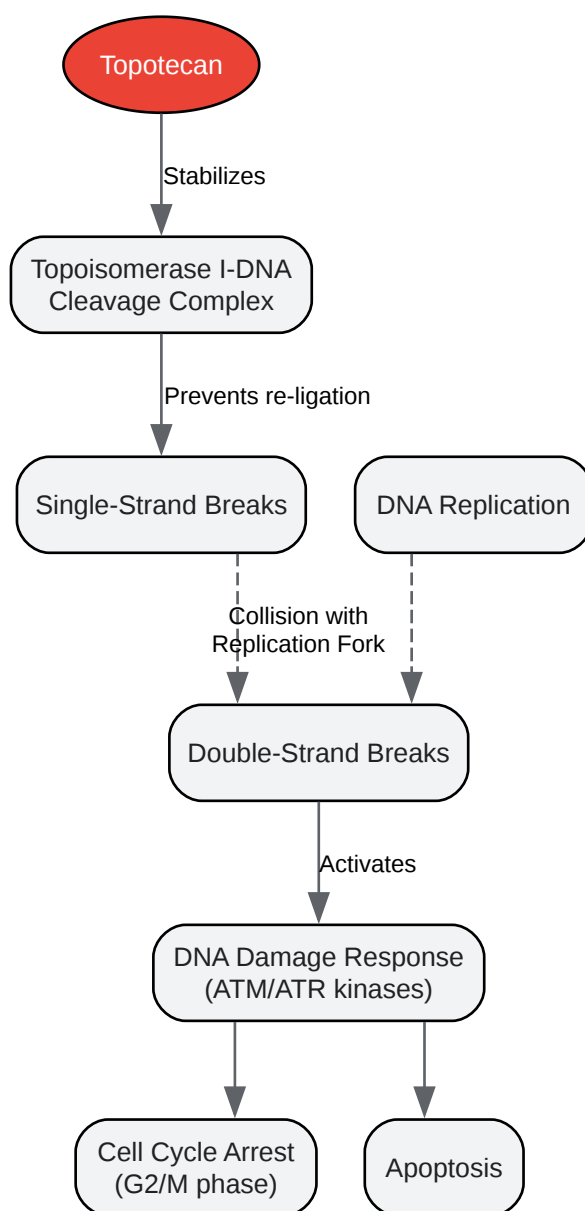 Topotecan
Stabilizes
Topoisomerase I-DNA
Cleavage Complex
Prevents re-ligation
Single-Strand Breaks
DNA Replication
Collision with
Replication Fork
Double-Strand Breaks
Activates
DNA Damage Response
(ATM/ATR kinases)
Cell Cycle Arrest
(G2/M phase)
Apoptosis